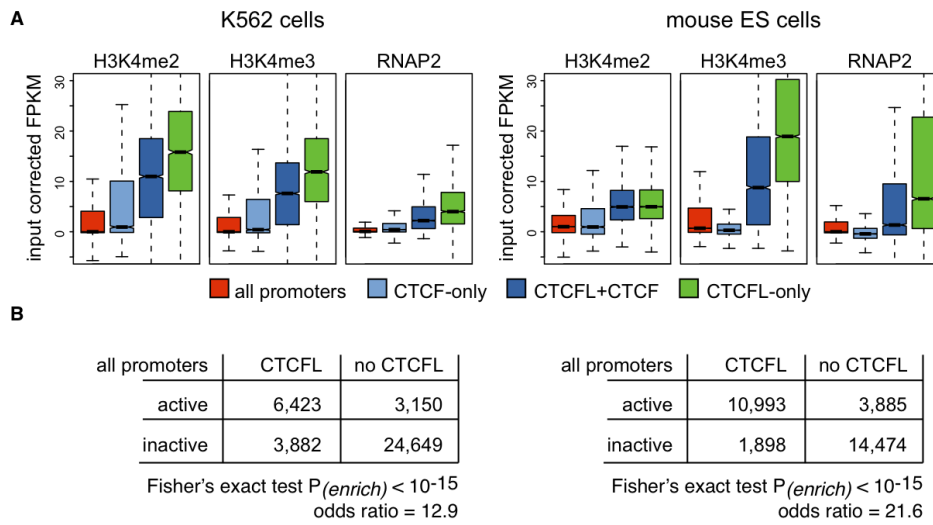 A
K562 cells
mouse ES cells
H3K4me2 H3K4me3 RNAP2
H3K4me2 H3K4me3 RNAP2
input corrected FPKM
30
20
10
0
input corrected FPKM
30
20
10
0
all promoters CTCF-only CTCFL+CTCF CTCFL-only
B
all promoters CTCFL no CTCFL
active 6,423 3,150
inactive 3,882 24,649
Fisher's exact test P(enrich) < 10-15
odds ratio = 12.9
all promoters CTCFL no CTCFL
active 10,993 3,885
inactive 1,898 14,474
Fisher's exact test P(enrich) < 10-15
odds ratio = 21.6